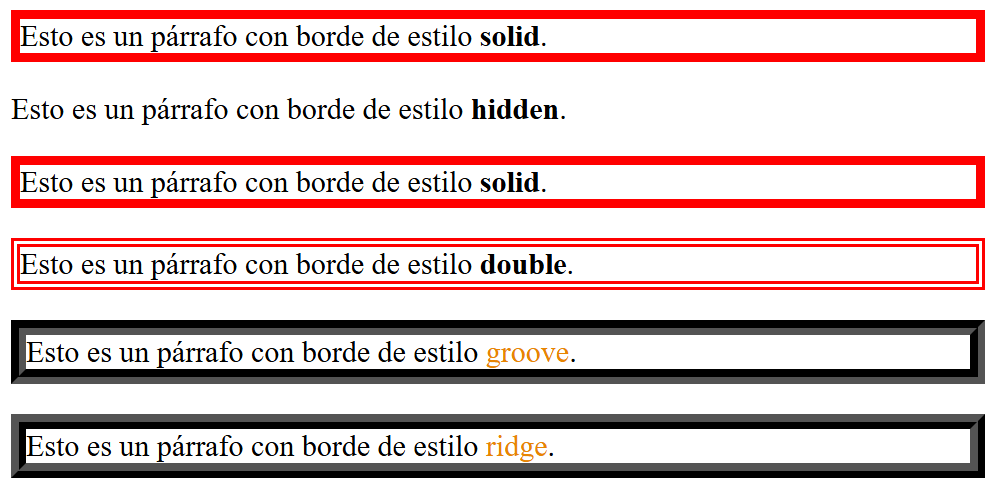 Esto es un párrafo con borde de estilo solid.
Esto es un párrafo con borde de estilo hidden.
Esto es un párrafo con borde de estilo solid.
Esto es un párrafo con borde de estilo double.
Esto es un párrafo con borde de estilo groove.
Esto es un párrafo con borde de estilo ridge.